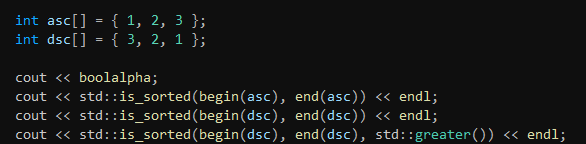 int asc[] = { 1, 2, 3 };
int dsc[] = { 3, 2, 1 };
cout << boolalpha;
cout << std::is_sorted(begin(asc), end(asc)) << endl;
cout << std::is_sorted(begin(dsc), end(dsc)) << endl;
cout << std::is_sorted(begin(dsc), end(dsc), std::greater()) << endl;